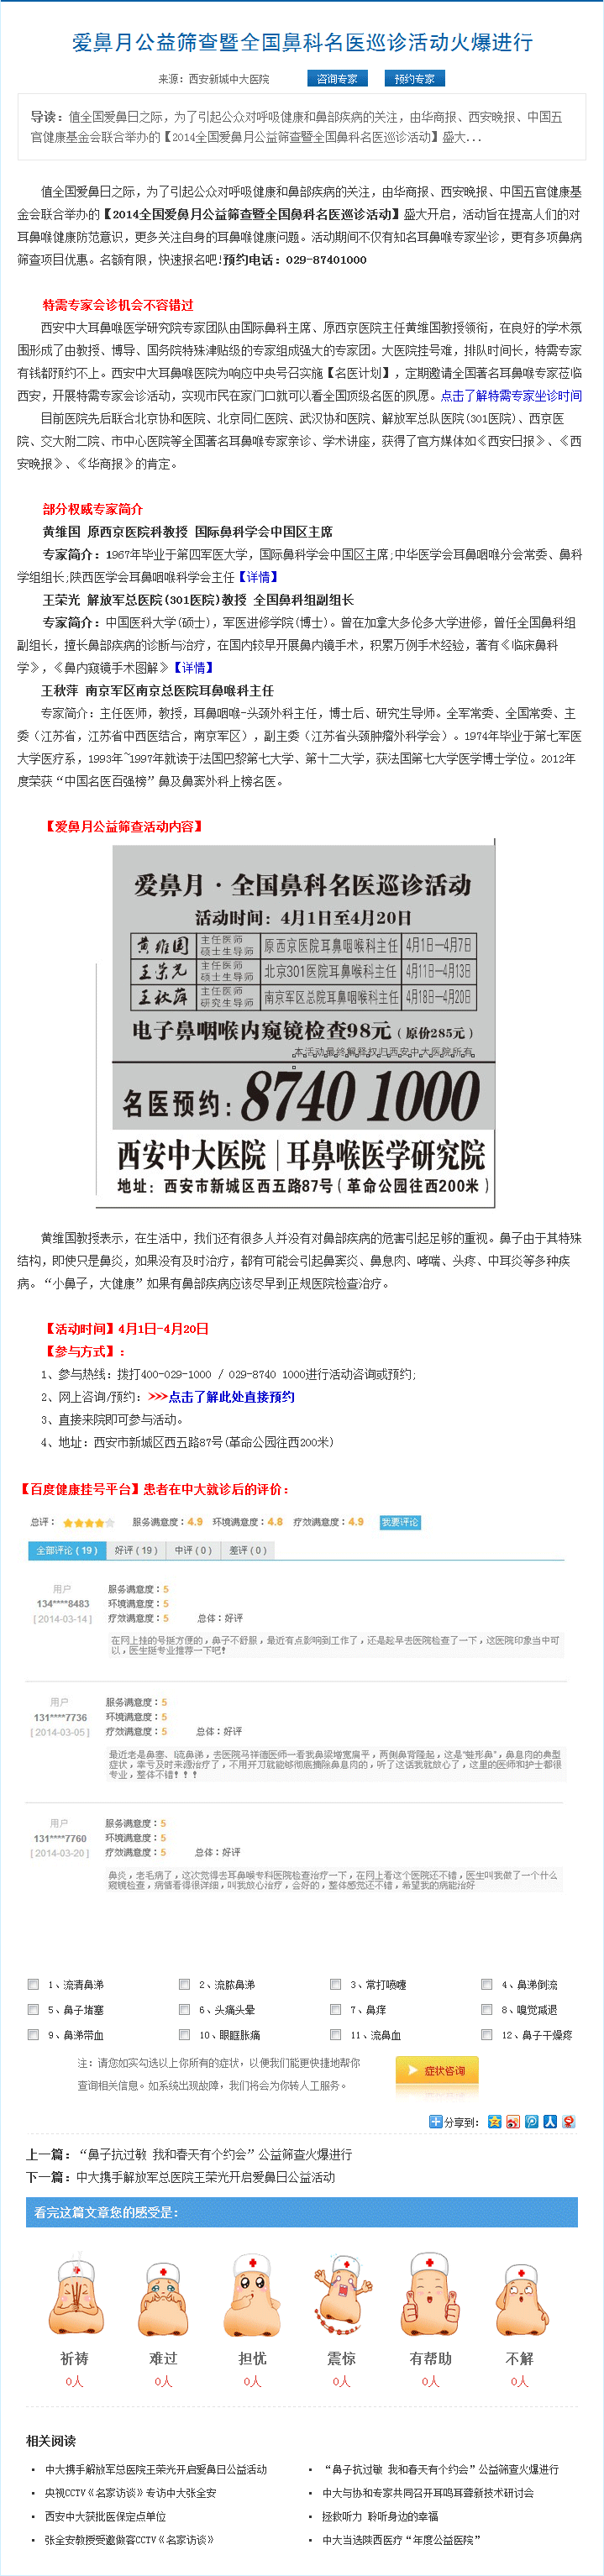 爱鼻月公益筛查暨全国鼻科名医巡诊活动火爆进行
来源：西安新城中大医院 咨询专家 预约专家
导读：值全国爱鼻日之际，为了引起公众对呼吸健康和鼻部疾病的关注，由华商报、西安晚报、中国五
官健康基金会联合举办的【2014全国爱鼻月公益筛查暨全国鼻科名医巡诊活动】盛大...
值全国爱鼻日之际，为了引起公众对呼吸健康和鼻部疾病的关注，由华商报、西安晚报、中国五官健康基
金会联合举办的【2014全国爱鼻月公益筛查暨全国鼻科名医巡诊活动】盛大开启，活动旨在提高人们的对
耳鼻喉健康防范意识，更多关注自身的耳鼻喉健康问题。活动期间不仅有知名耳鼻喉专家坐诊，更有多项鼻病
筛查项目优惠。名额有限，快速报名吧!预约电话：029-87401000
特需专家会诊机会不容错过
西安中大耳鼻喉医学研究院专家团队由国际鼻科主席、原西京医院主任黄维国教授领衔，在良好的学术氛
围形成了由教授、博导、国务院特殊津贴级的专家组成强大的专家团。大医院挂号难，排队时间长，特需专家
有钱都预约不上。西安中大耳鼻喉医院为响应中央号召实施【名医计划】，定期邀请全国著名耳鼻喉专家莅临
西安，开展特需专家会诊活动，实现市民在家门口就可以看全国顶级名医的夙愿。点击了解特需专家坐诊时间
目前医院先后联合北京协和医院、北京同仁医院、武汉协和医院、解放军总队医院(301医院)、西京医
院、交大附二院、市中心医院等全国著名耳鼻喉专家亲诊、学术讲座，获得了官方媒体如《西安日报》、《西
安晚报》、《华商报》的肯定。
部分权威专家简介
黄维国 原西京医院科教授 国际鼻科学会中国区主席
专家简介：1967年毕业于第四军医大学，国际鼻科学会中国区主席;中华医学会耳鼻咽喉分会常委、鼻科
学组组长;陕西医学会耳鼻咽喉科学会主任【详情】
王荣光 解放军总医院(301医院)教授 全国鼻科组副组长
专家简介：中国医科大学(硕士)，军医进修学院(博士)。曾在加拿大多伦多大学进修，曾任全国鼻科组
副组长，擅长鼻部疾病的诊断与治疗，在国内较早开展鼻内镜手术，积累万例手术经验，著有《临床鼻科
学》，《鼻内窥镜手术图解》【详情】
王秋萍 南京军区南京总医院耳鼻喉科主任
专家简介：主任医师，教授，耳鼻咽喉-头颈外科主任，博士后、研究生导师。全军常委、全国常委、主
委（江苏省，江苏省中西医结合，南京军区），副主委（江苏省头颈肿瘤外科学会）。1974年毕业于第七军医
大学医疗系，1993年~1997年就读于法国巴黎第七大学、第十二大学，获法国第七大学医学博士学位。2012年
度荣获“中国名医百强榜”鼻及鼻窦外科上榜名医。
【爱鼻月公益筛查活动内容】
爱鼻月·全国鼻科名医巡诊活动
活动时间：4月1日至4月20日
黄维国 主任医师 硕士生导师 原西京医院耳鼻咽喉科主任 4月1日—4月7日
王荣光 主任医师 硕士生导师 北京301医院耳鼻喉科主任 4月11日—4月13日
王秋萍 主任医师 研究生导师 南京军区总院耳鼻喉科主任 4月18日—4月20日
电子鼻咽喉内窥镜检查98元（原价285元）
本活动最终解释权归西安中大医院所有
名医预约：8740 1000
西安中大医院｜耳鼻喉医学研究院
地址：西安市新城区西五路87号（革命公园往西200米）
黄维国教授表示，在生活中，我们还有很多人并没有对鼻部疾病的危害引起足够的重视。鼻子由于其特殊
结构，即使只是鼻炎，如果没有及时治疗，都有可能会引起鼻窦炎、鼻息肉、哮喘、头疼、中耳炎等多种疾
病。“小鼻子，大健康”如果有鼻部疾病应该尽早到正规医院检查治疗。
【活动时间】4月1日-4月20日
【参与方式】：
1、参与热线：拨打400-029-1000 / 029-8740 1000进行活动咨询或预约;
2、网上咨询/预约：>>>点击了解此处直接预约
3、直接来院即可参与活动。
4、地址：西安市新城区西五路87号(革命公园往西200米)
【百度健康挂号平台】患者在中大就诊后的评价：
总评： 服务满意度：4.9 环境满意度：4.8 疗效满意度：4.9 我要评论
全部评论（19） 好评（19） 中评（0） 差评（0）
用户 服务满意度：5
134****8483 环境满意度：5
[ 2014-03-14 ] 疗效满意度：5 总体：好评
在网上挂的号挺方便的，鼻子不舒服，最近有点影响到工作了，还是趁早去医院检查了一下，这医院印象当中可
以，医生挺专业推荐一下吧！
用户 服务满意度：5
131****7736 环境满意度：5
[ 2014-03-05 ] 疗效满意度：5 总体：好评
最近老是鼻塞、流鼻涕，去医院马祥德医师一看我鼻梁增宽扁平，两侧鼻背隆起，这是“蛙形鼻”，鼻息肉的典型
症状，幸亏及时来源治疗了，不用开刀就能够彻底摘除鼻息肉的，听了这话我就放心了，这里的医师和护士都很
专业，整体不错！！！
用户 服务满意度：5
131****7760 环境满意度：5
[ 2014-03-20 ] 疗效满意度：5 总体：好评
鼻炎，老毛病了，这次觉得去耳鼻喉专科医院检查治疗一下，在网上看这个医院还不错，医生叫我做了一个什么
窥镜检查，病情看得很详细，叫我放心治疗，会好的，整体感觉还不错，希望我的病能治好
1、流清鼻涕 2、流脓鼻涕 3、常打喷嚏 4、鼻涕倒流
5、鼻子堵塞 6、头痛头晕 7、鼻痒 8、嗅觉减退
9、鼻涕带血 10、眼眶胀痛 11、流鼻血 12、鼻子干燥疼
注：请您如实勾选以上你所有的症状，以便我们能更快捷地帮你
查询相关信息。如系统出现故障，我们将会为你转人工服务。
症状咨询
分享到：
上一篇：“鼻子抗过敏 我和春天有个约会”公益筛查火爆进行
下一篇：中大携手解放军总医院王荣光开启爱鼻日公益活动
看完这篇文章您的感受是：
祈祷 难过 担忧 震惊 有帮助 不解
0人 0人 0人 0人 0人 0人
相关阅读
中大携手解放军总医院王荣光开启爱鼻日公益活动 “鼻子抗过敏 我和春天有个约会”公益筛查火爆进行
央视CCTV《名家访谈》专访中大张全安 中大与协和专家共同召开耳鸣耳聋新技术研讨会
西安中大获批医保定点单位 拯救听力 聆听身边的幸福
张全安教授受邀做客CCTV《名家访谈》 中大当选陕西医疗“年度公益医院”